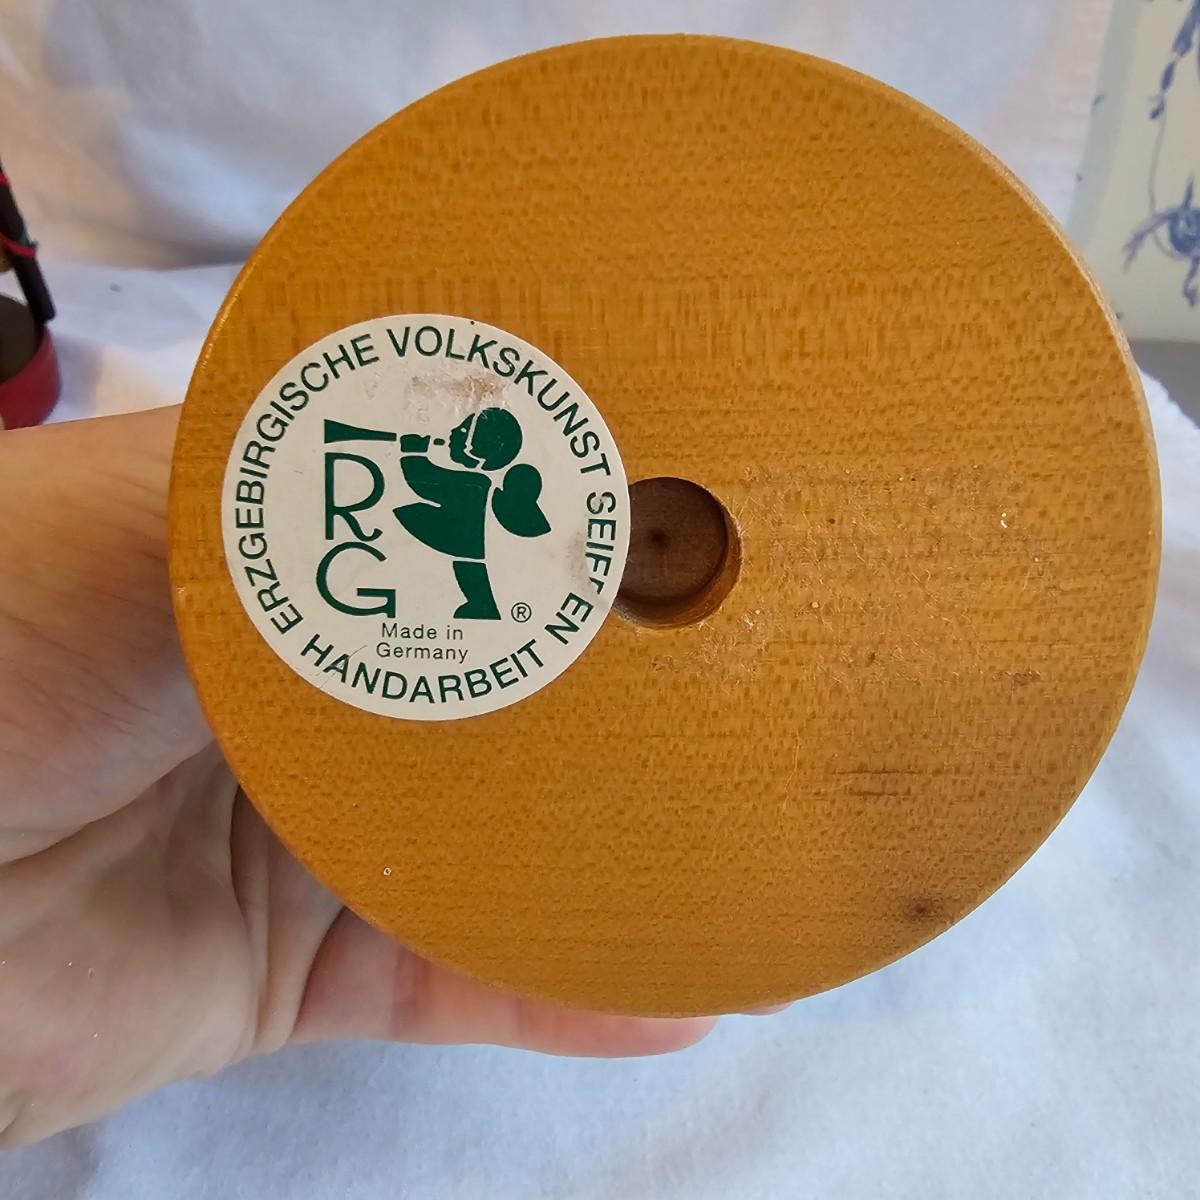 ERZGEBIRGISCHE VOLKSKUNST SEIFFEN
RG
®
Made in
Germany
HANDARBEIT